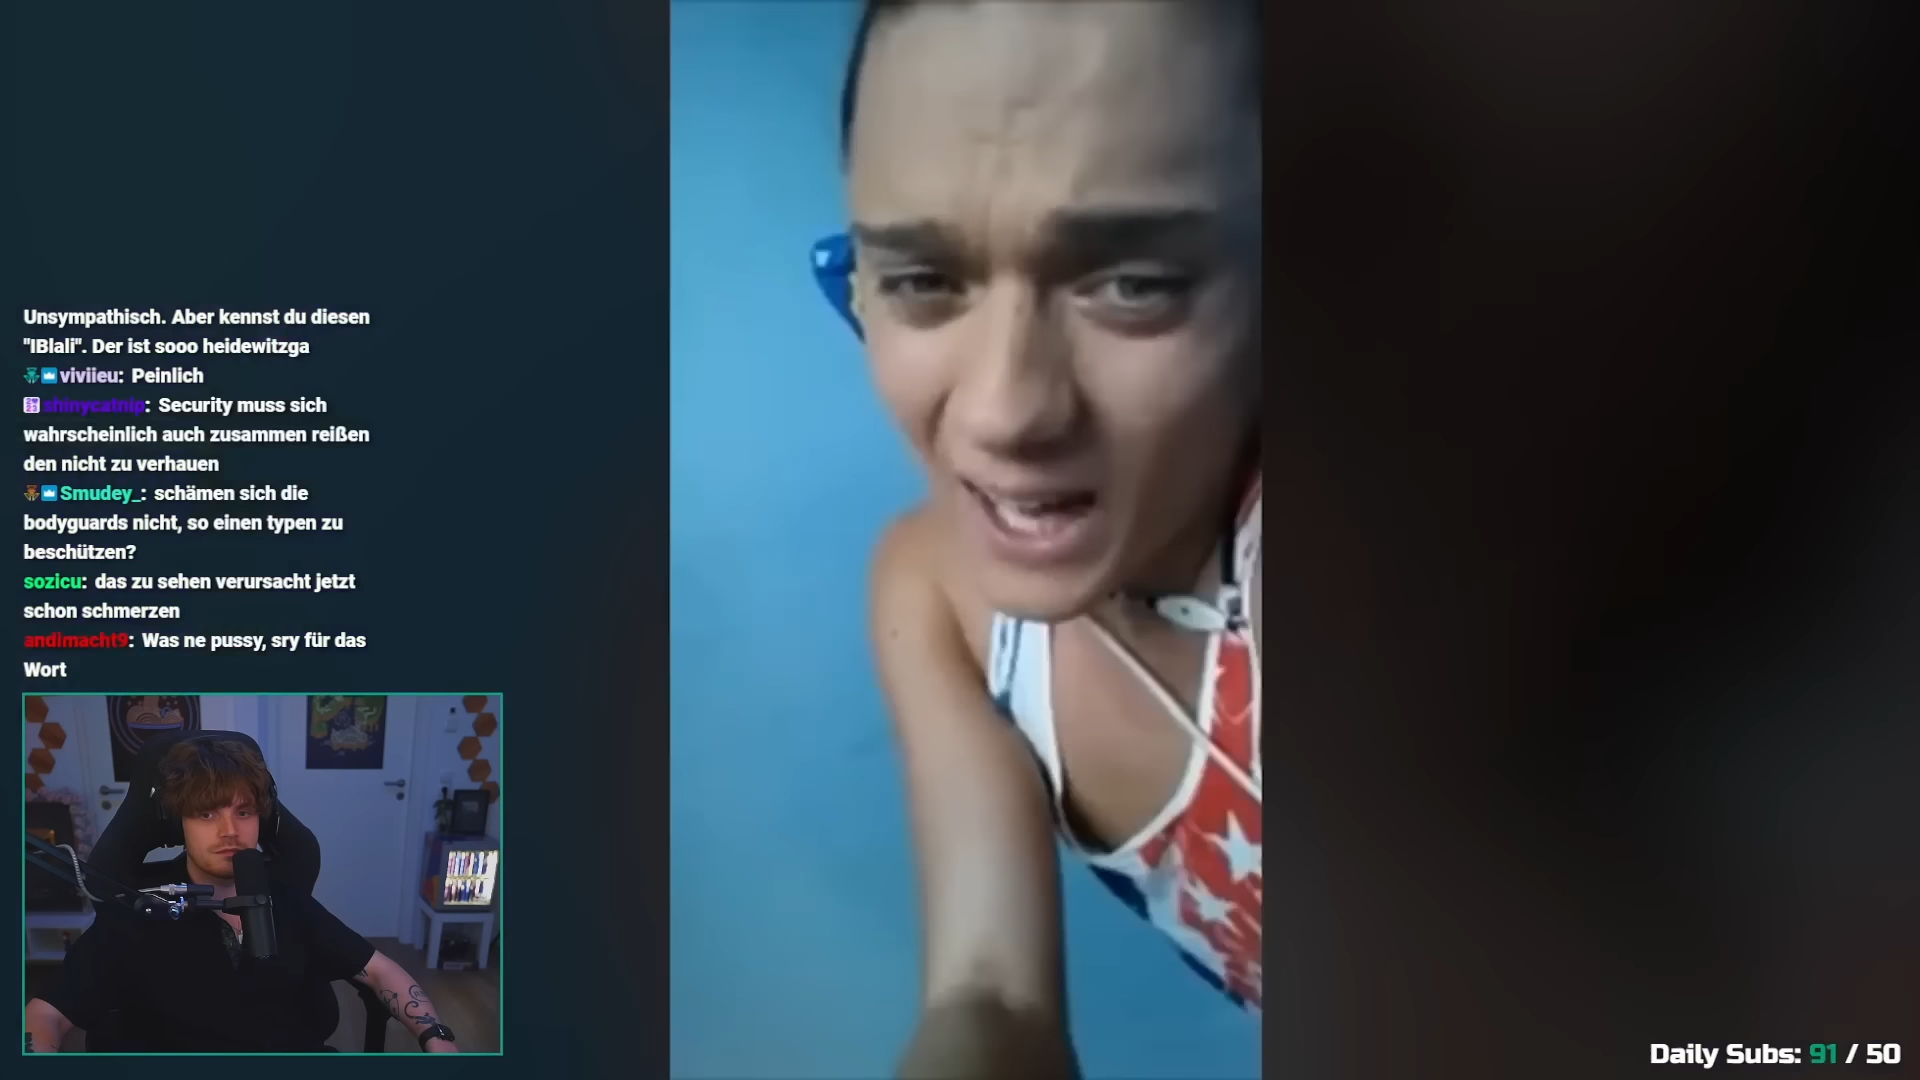 Unsympathisch. Aber kennst du diesen
"IBlali". Der ist sooo heidewitzga
viviieu: Peinlich
shinycatnip: Security muss sich
wahrscheinlich auch zusammen reißen
den nicht zu verhauen
Smudey_: schämen sich die
bodyguards nicht, so einen typen zu
beschützen?
sozicu: das zu sehen verursacht jetzt
schon schmerzen
andimacht9: Was ne pussy, sry für das
Wort
Daily Subs: 91 / 50